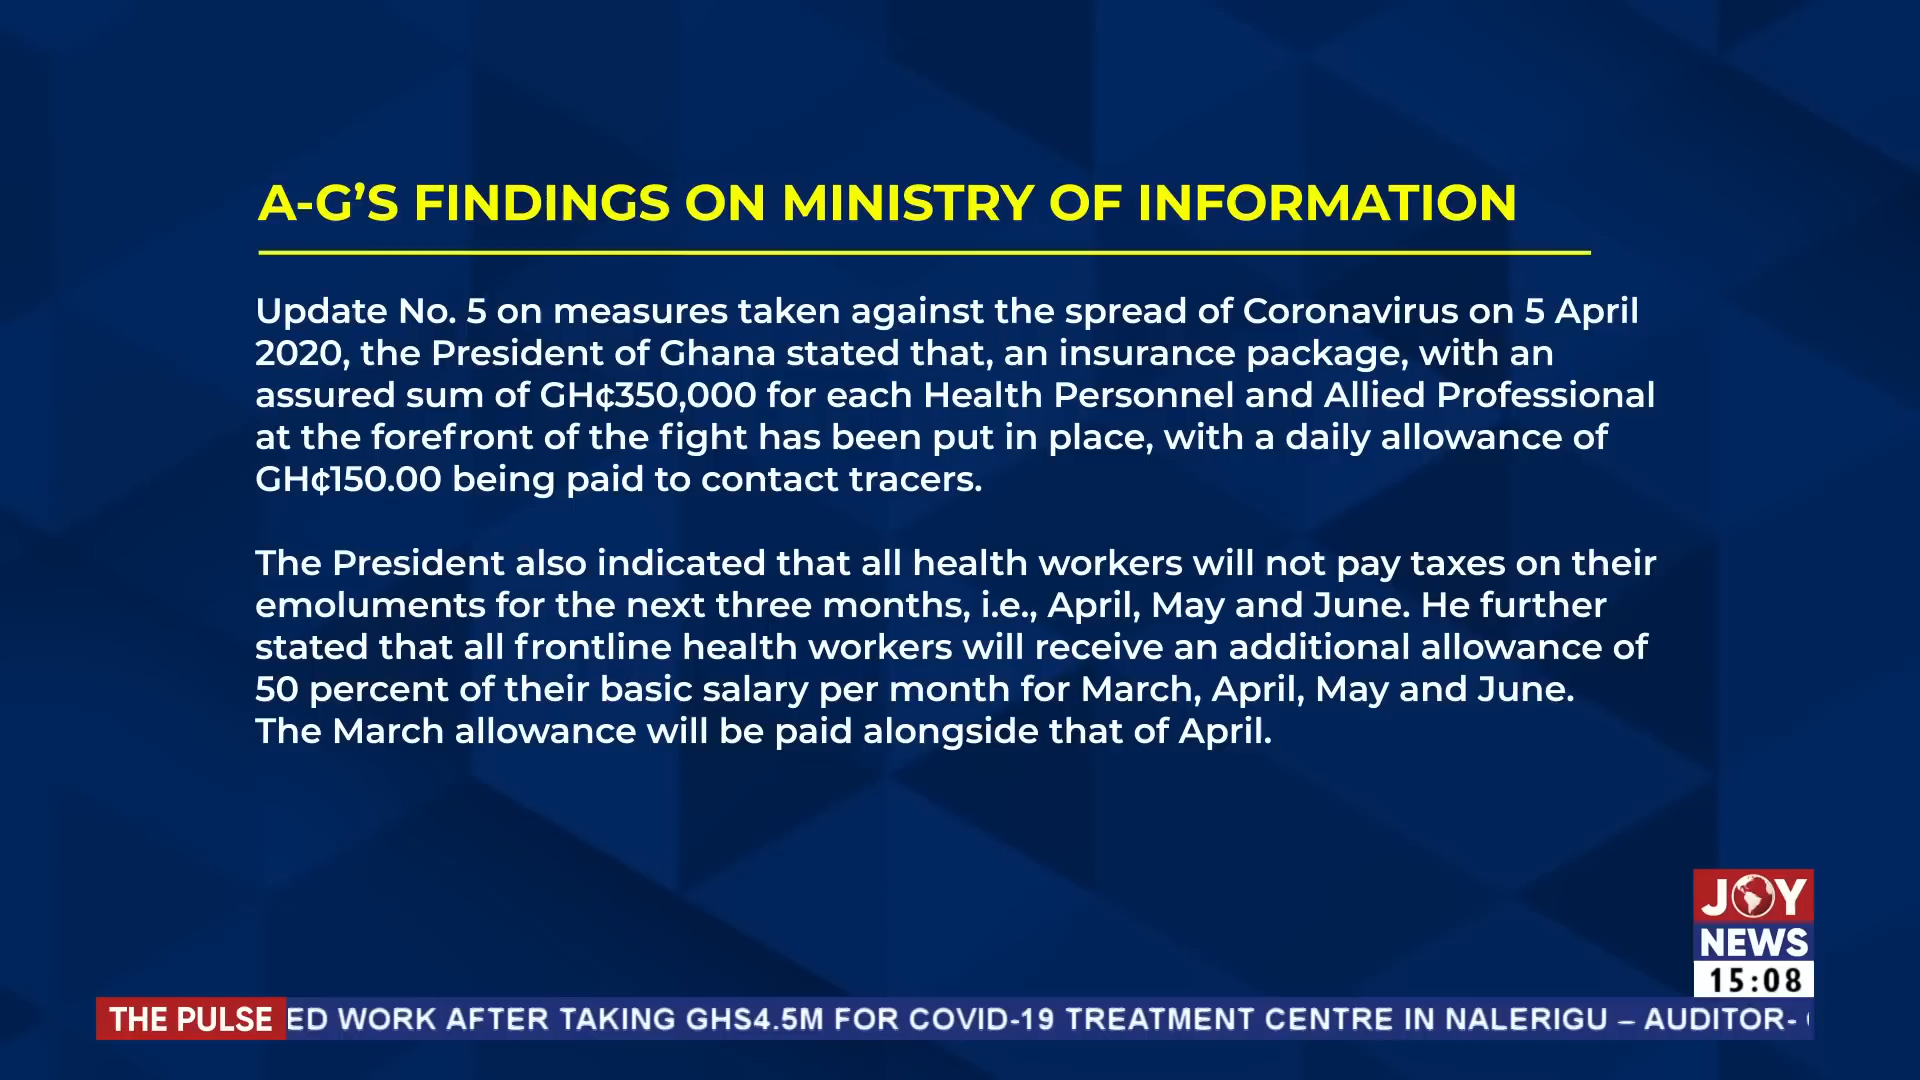 A-G’S FINDINGS ON MINISTRY OF INFORMATION
Update No. 5 on measures taken against the spread of Coronavirus on 5 April
2020, the President of Ghana stated that, an insurance package, with an
assured sum of GH¢350,000 for each Health Personnel and Allied Professional
at the forefront of the fight has been put in place, with a daily allowance of
GH¢150.00 being paid to contact tracers.
The President also indicated that all health workers will not pay taxes on their
emoluments for the next three months, i.e., April, May and June. He further
stated that all frontline health workers will receive an additional allowance of
50 percent of their basic salary per month for March, April, May and June.
The March allowance will be paid alongside that of April.
JOY
NEWS
15:08
THE PULSE
ED WORK AFTER TAKING GHS4.5M FOR COVID-19 TREATMENT CENTRE IN NALERIGU – AUDITOR-